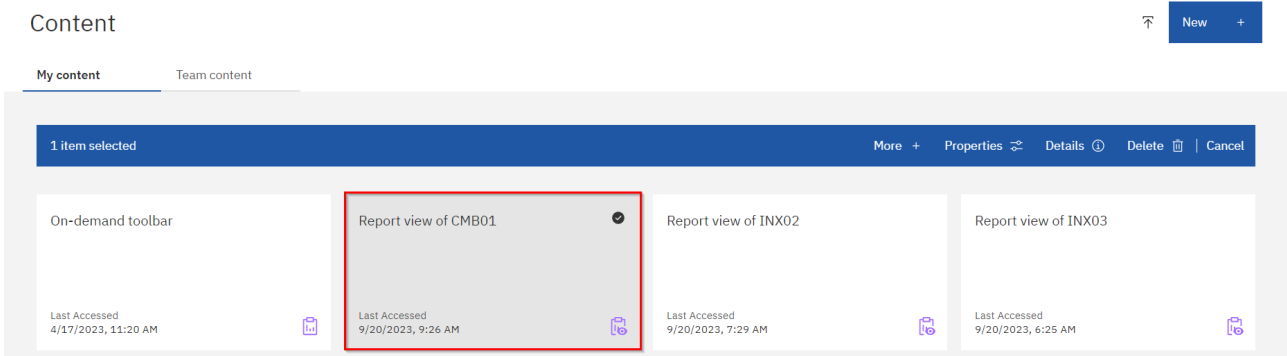 Content
New +
My content
Team content
1 item selected
More +
Properties
Details
Delete
Cancel
On-demand toolbar
Last Accessed
4/17/2023, 11:20 AM
Report view of CMB01
Last Accessed
9/20/2023, 9:26 AM
Report view of INX02
Last Accessed
9/20/2023, 7:29 AM
Report view of INX03
Last Accessed
9/20/2023, 6:25 AM